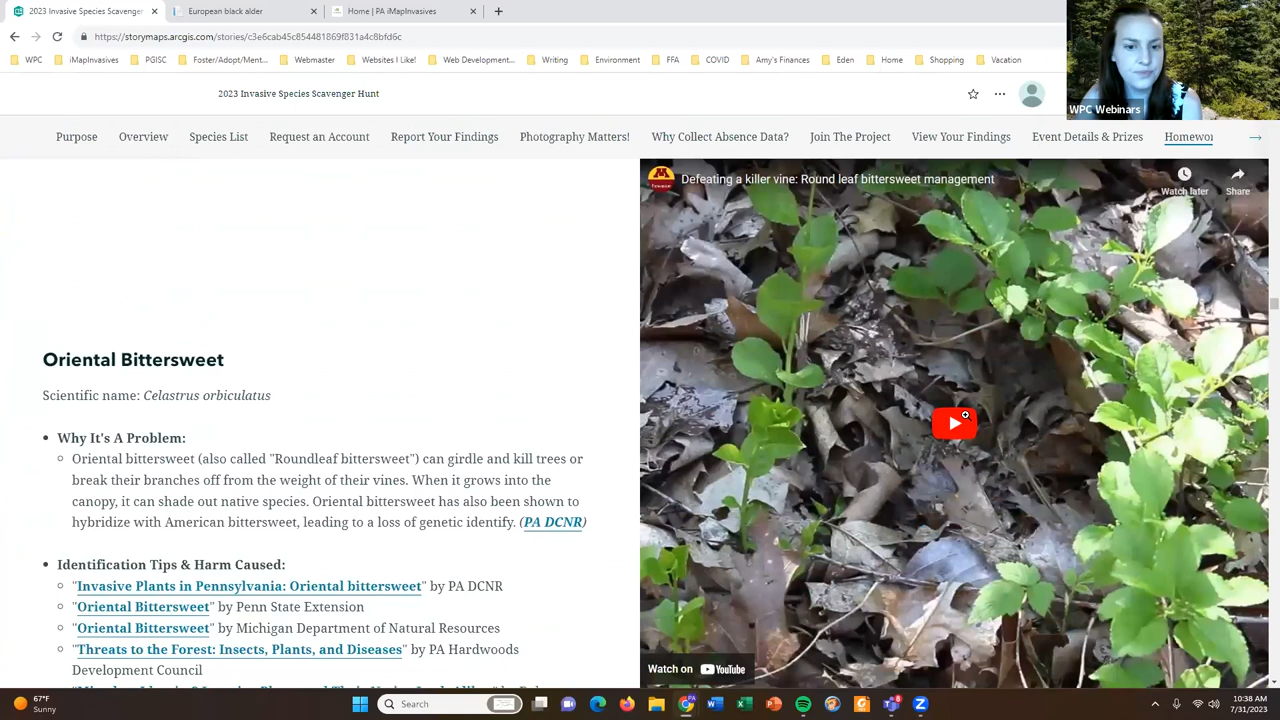 2023 Invasive Species Scavenger
European black alder
Home | PA iMapInvasives
https://storymaps.arcgis.com/stories/c3e6cab45c854481869f831a4c8bfd6c
WPC
iMapInvasives
PGISC
Foster/Adopt/Ment...
Webmaster
Websites I Like!
Web Development...
Writing
Environment
FFA
COVID
Amy's Finances
Eden
Home
Shopping
Vacation
WPC Webinars
2023 Invasive Species Scavenger Hunt
Purpose
Overview
Species List
Request an Account
Report Your Findings
Photography Matters!
Why Collect Absence Data?
Join The Project
View Your Findings
Event Details & Prizes
Homewor
Defeating a killer vine: Round leaf bittersweet management
Watch later
Share
Oriental Bittersweet
Scientific name: Celastrus orbiculatus
Why It's A Problem:
Oriental bittersweet (also called "Roundleaf bittersweet") can girdle and kill trees or
break their branches off from the weight of their vines. When it grows into the
canopy, it can shade out native species. Oriental bittersweet has also been shown to
hybridize with American bittersweet, leading to a loss of genetic identify. (PA DCNR)
Identification Tips & Harm Caused:
"Invasive Plants in Pennsylvania: Oriental bittersweet" by PA DCNR
"Oriental Bittersweet" by Penn State Extension
"Oriental Bittersweet" by Michigan Department of Natural Resources
"Threats to the Forest: Insects, Plants, and Diseases" by PA Hardwoods
Development Council
Watch on YouTube
67°F
Sunny
Search
10:38 AM
7/31/2023